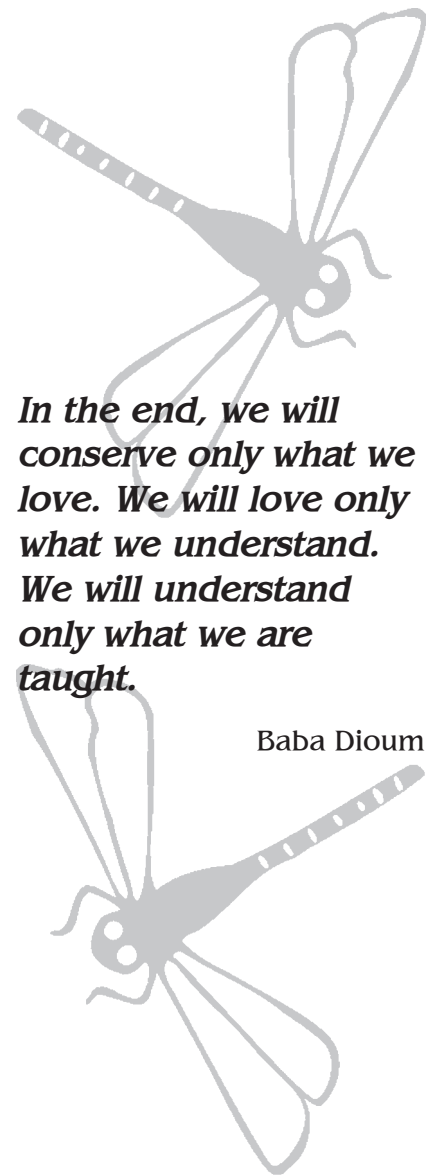 In the end, we will
conserve only what we
love. We will love only
what we understand.
We will understand
only what we are
taught.
Baba Dioum